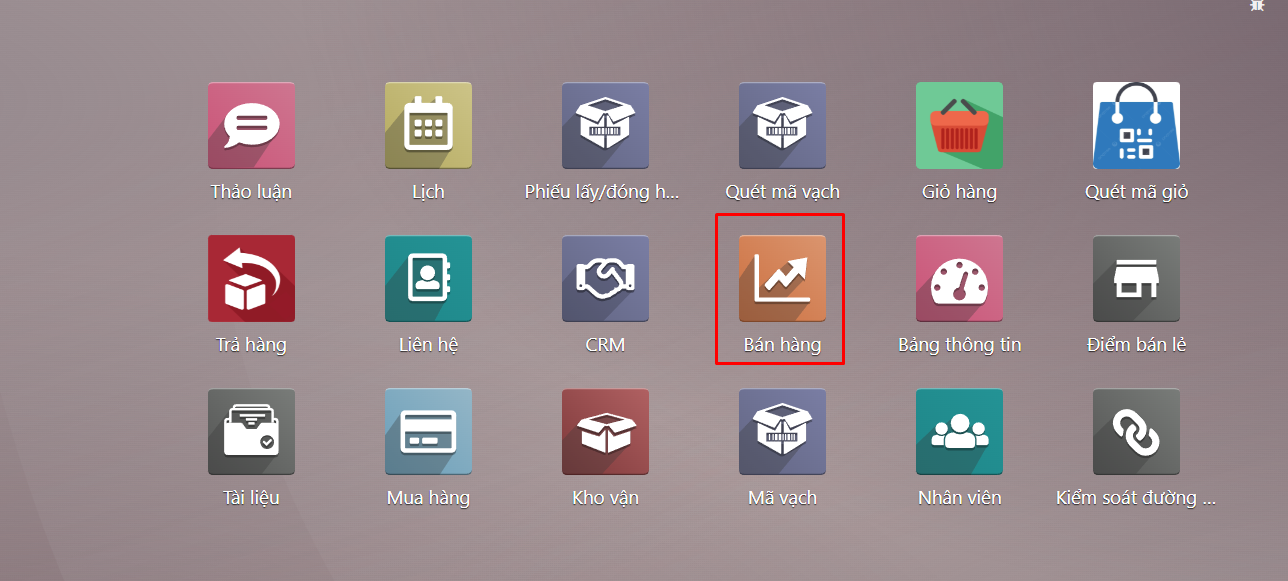 Thảo luận
Lịch
Phiếu lấy/đóng h...
Quét mã vạch
Giỏ hàng
Quét mã giỏ
Trả hàng
Liên hệ
CRM
Bán hàng
Bảng thông tin
Điểm bán lẻ
Tài liệu
Mua hàng
Kho vận
Mã vạch
Nhân viên
Kiểm soát đường ...